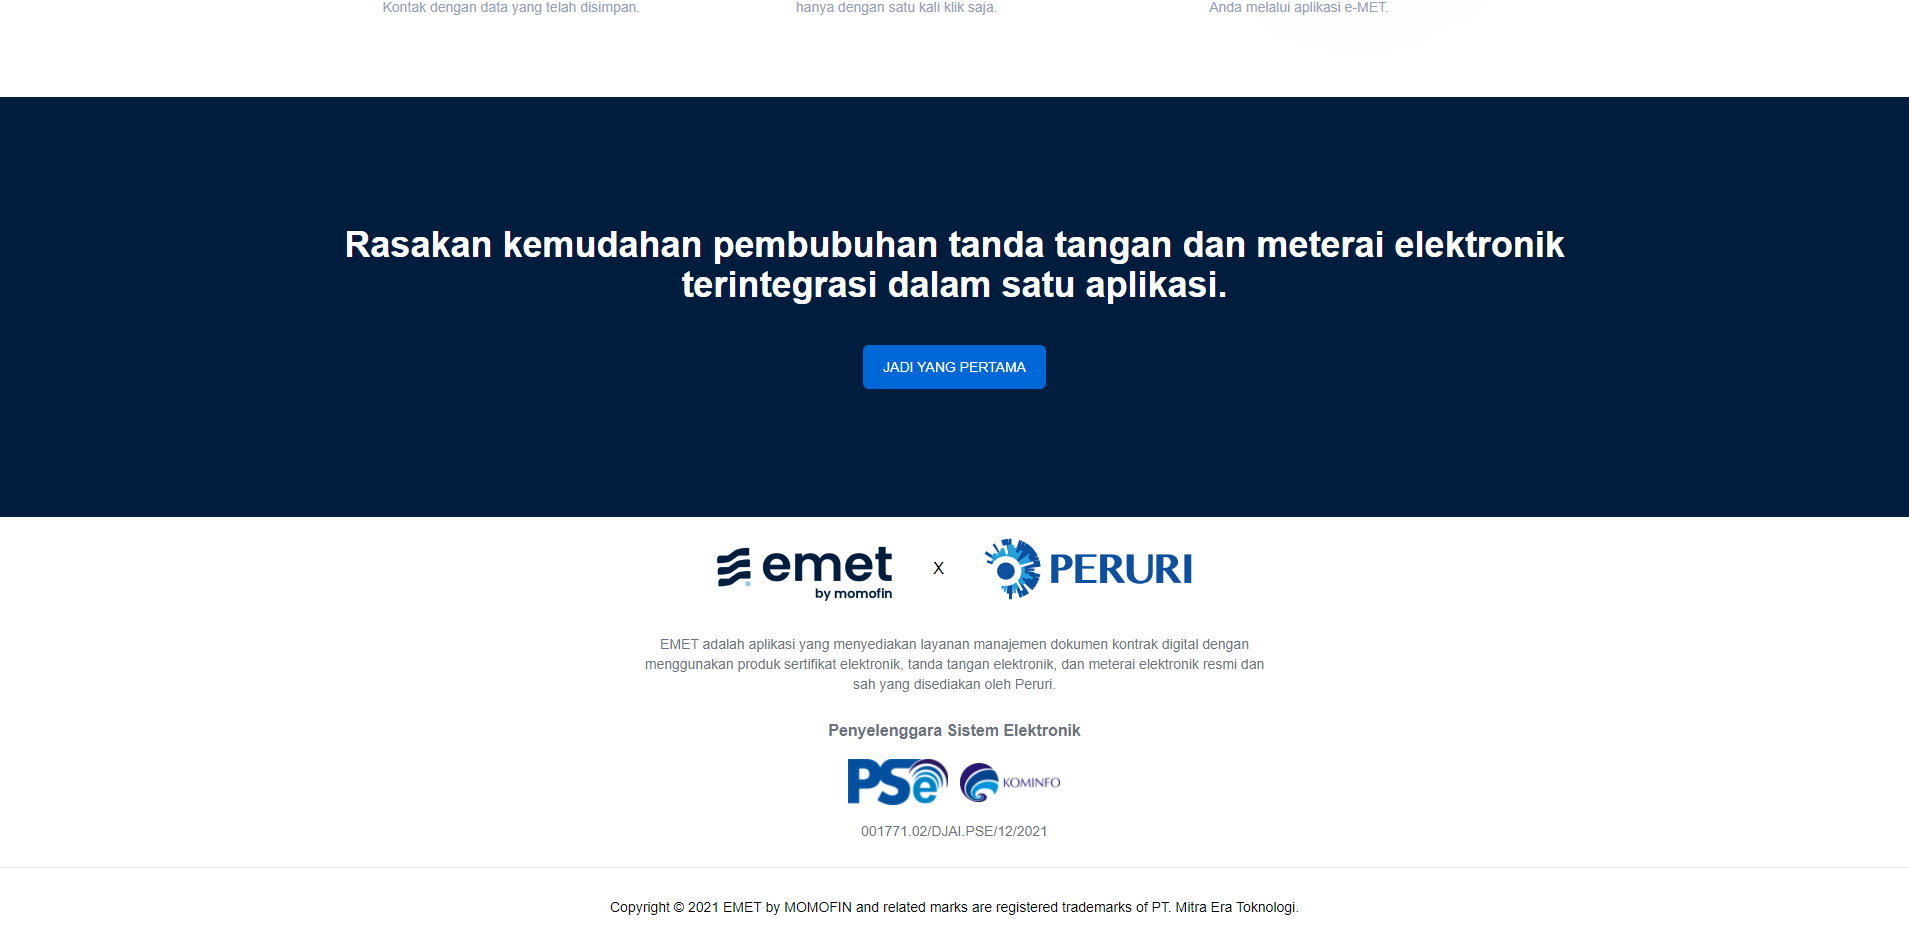 Kontak dengan data yang telah disimpan.
hanya dengan satu kali klik saja.
Anda melalui aplikasi e-MET.
Rasakan kemudahan pembubuhan tanda tangan dan meterai elektronik
terintegrasi dalam satu aplikasi.
JADI YANG PERTAMA
emet
by momofin
X
PERURI
EMET adalah aplikasi yang menyediakan layanan manajemen dokumen kontrak digital dengan
menggunakan produk sertifikat elektronik, tanda tangan elektronik, dan meterai elektronik resmi dan
sah yang disediakan oleh Peruri.
Penyelenggara Sistem Elektronik
PSe
KOMINFO
001771.02/DJAI.PSE/12/2021
Copyright © 2021 EMET by MOMOFIN and related marks are registered trademarks of PT. Mitra Era Toknologi.